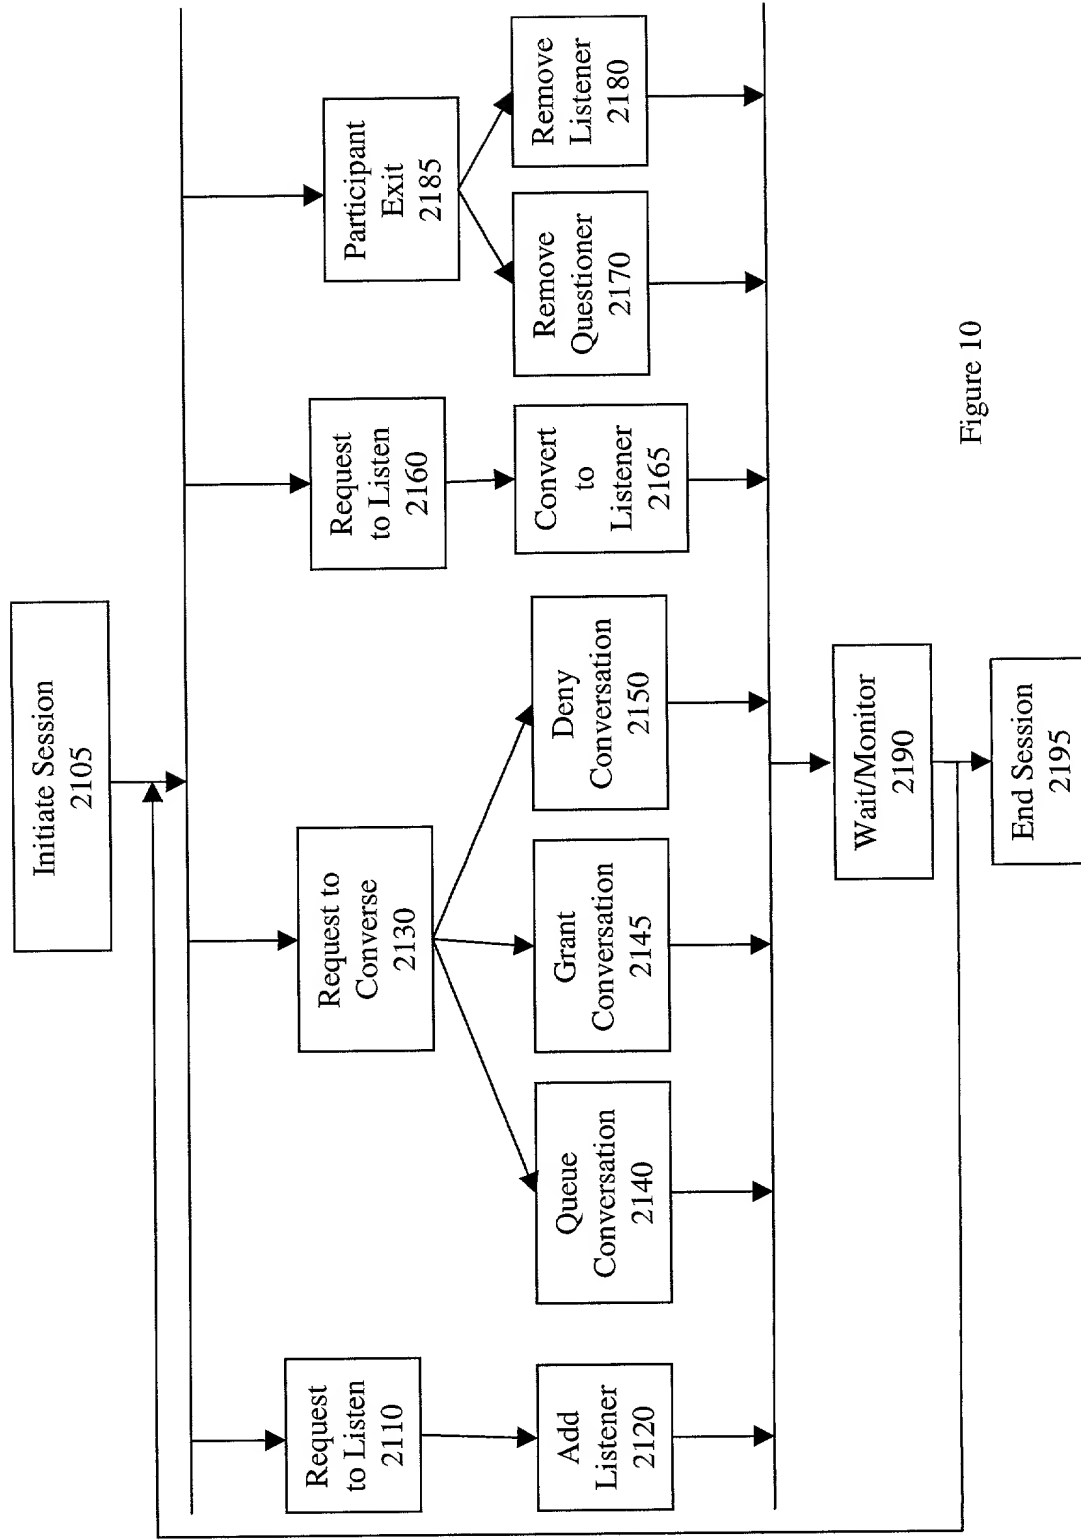 Initiate Session
2105
Request
to Listen
2110
Request to
Converse
2130
Request
to Listen
2160
Participant
Exit
2185
Add
Listener
2120
Queue
Conversation
2140
Grant
Conversation
2145
Deny
Conversation
2150
Convert
to
Listener
2165
Remove
Questioner
2170
Remove
Listener
2180
Wait/Monitor
2190
End Session
2195
Figure 10